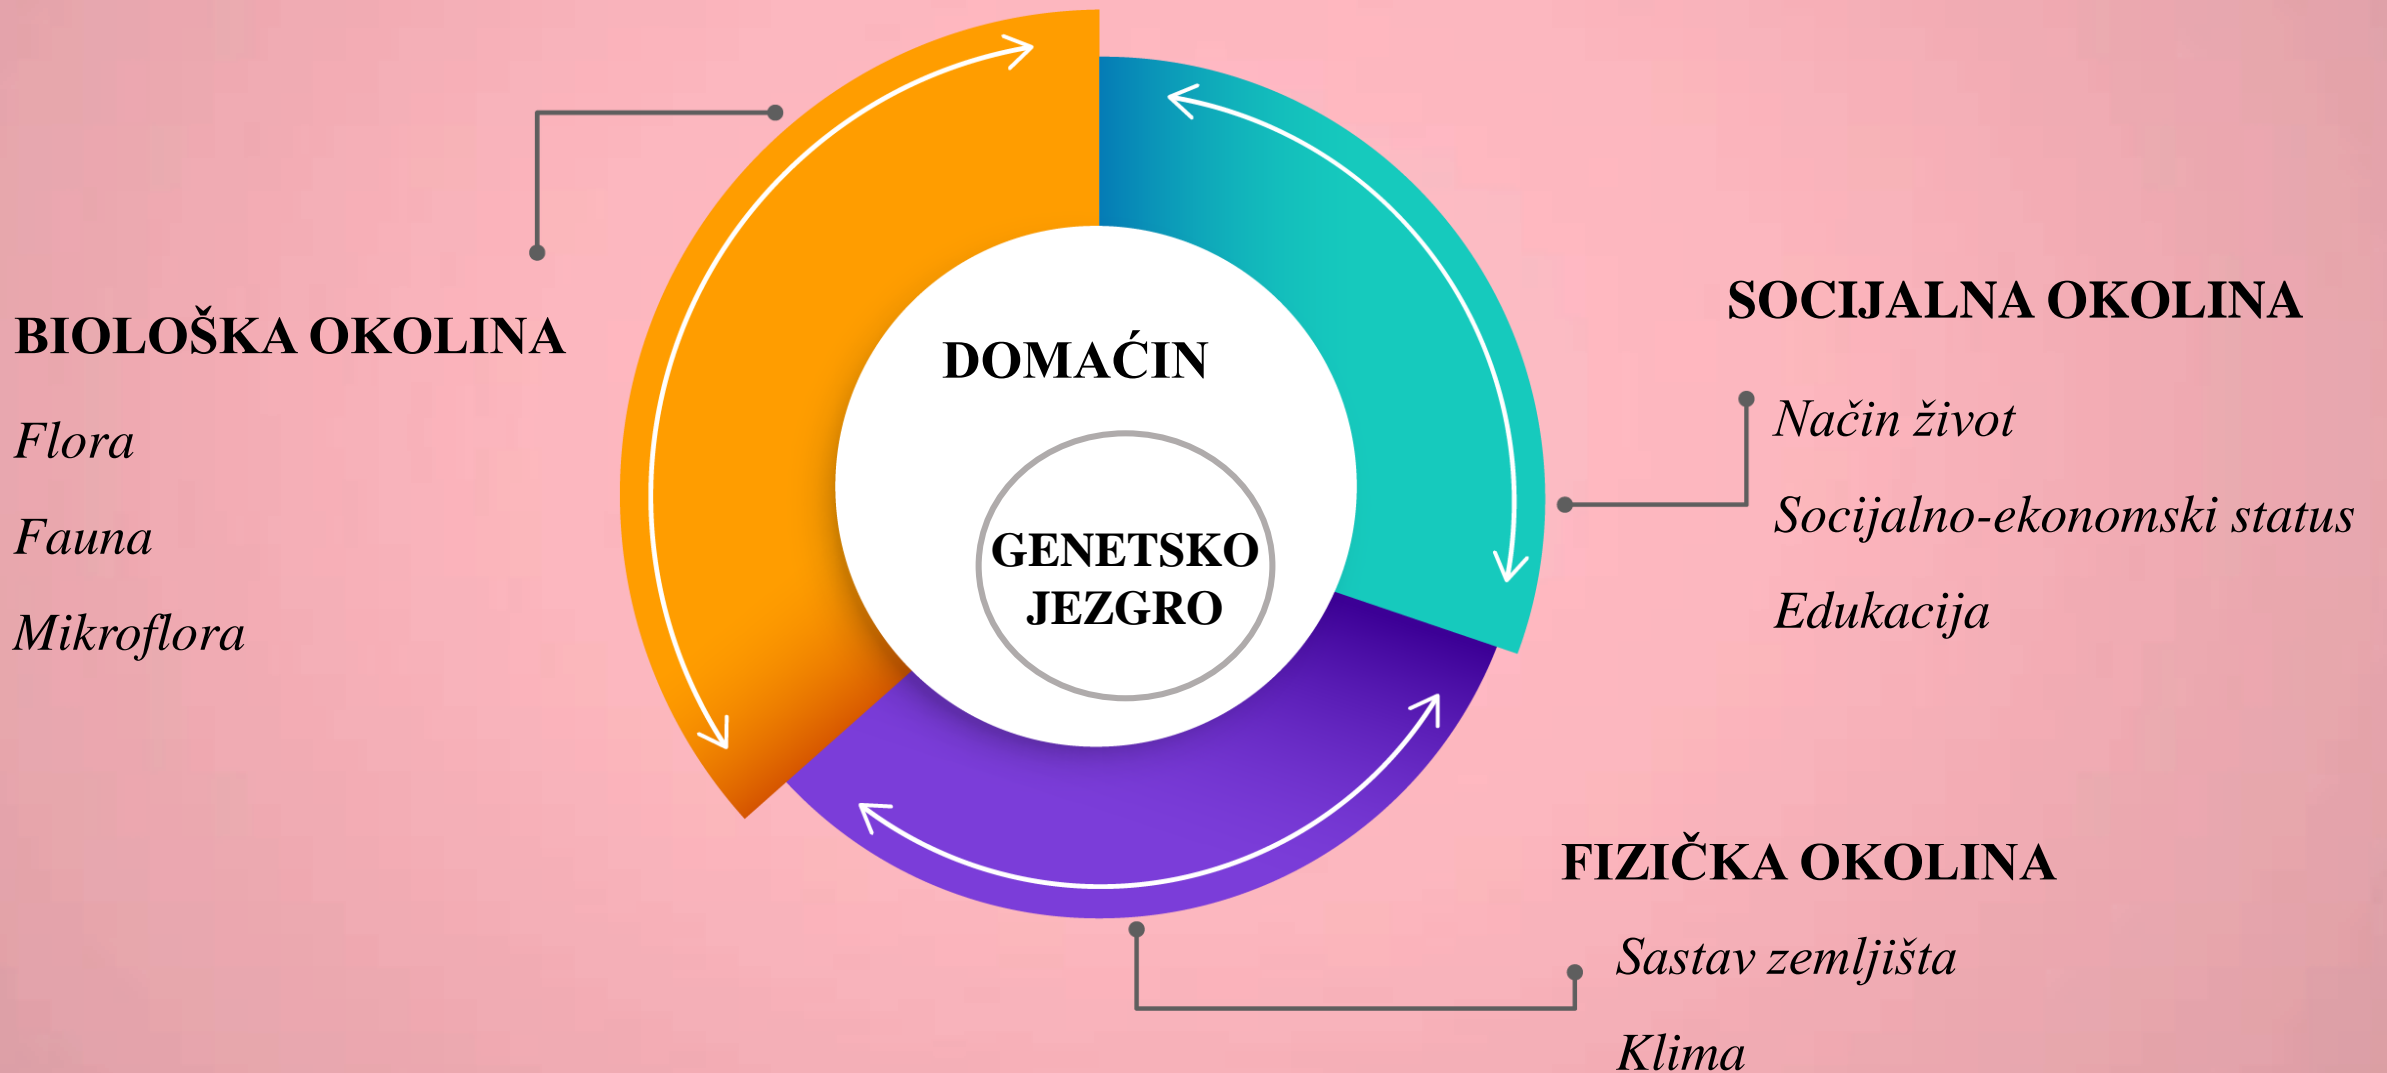 BIOLOŠKA OKOLINA
Flora
Fauna
Mikroflora
DOMAĆIN
GENETSKO
JEZGRO
SOCIJALNA OKOLINA
Način život
Socijalno-ekonomski status
Edukacija
FIZIČKA OKOLINA
Sastav zemljišta
Klima